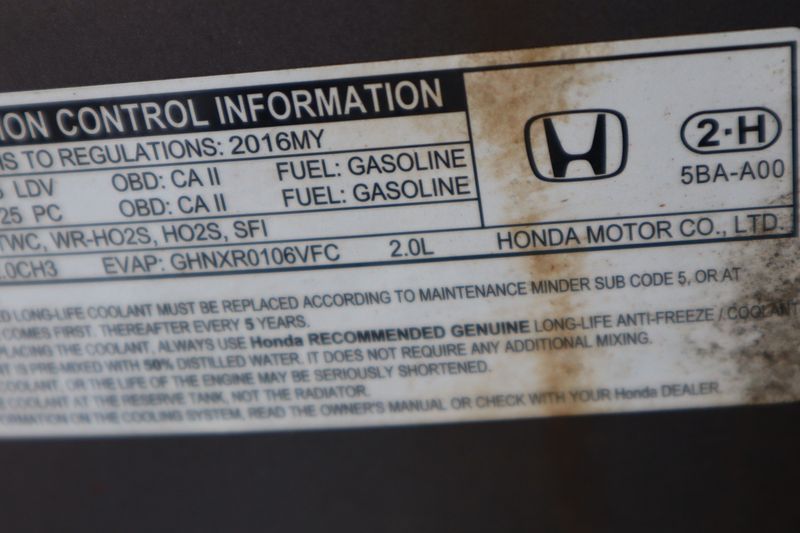 ION CONTROL INFORMATION
MS TO REGULATIONS: 2016MY
LDV OBD: CA II FUEL: GASOLINE
25 PC OBD: CA II FUEL: GASOLINE
TWC, WR-HO2S, HO2S, SFI
.0CH3 EVAP: GHNXR0106VFC 2.0L
H
2·H
5BA-A00
HONDA MOTOR CO., LTD.
LONG-LIFE COOLANT MUST BE REPLACED ACCORDING TO MAINTENANCE MINDER SUB CODE 5, OR AT
COMES FIRST. THEREAFTER EVERY 5 YEARS.
PLACING THE COOLANT, ALWAYS USE Honda RECOMMENDED GENUINE LONG-LIFE ANTI-FREEZE / COOLANT
IS PRE-MIXED WITH 50% DISTILLED WATER. IT DOES NOT REQUIRE ANY ADDITIONAL MIXING.
COOLANT, OR THE LIFE OF THE ENGINE MAY BE SERIOUSLY SHORTENED.
COOLANT AT THE RESERVE TANK, NOT THE RADIATOR.
ORMATION ON THE COOLING SYSTEM, READ THE OWNER'S MANUAL OR CHECK WITH YOUR Honda DEALER.